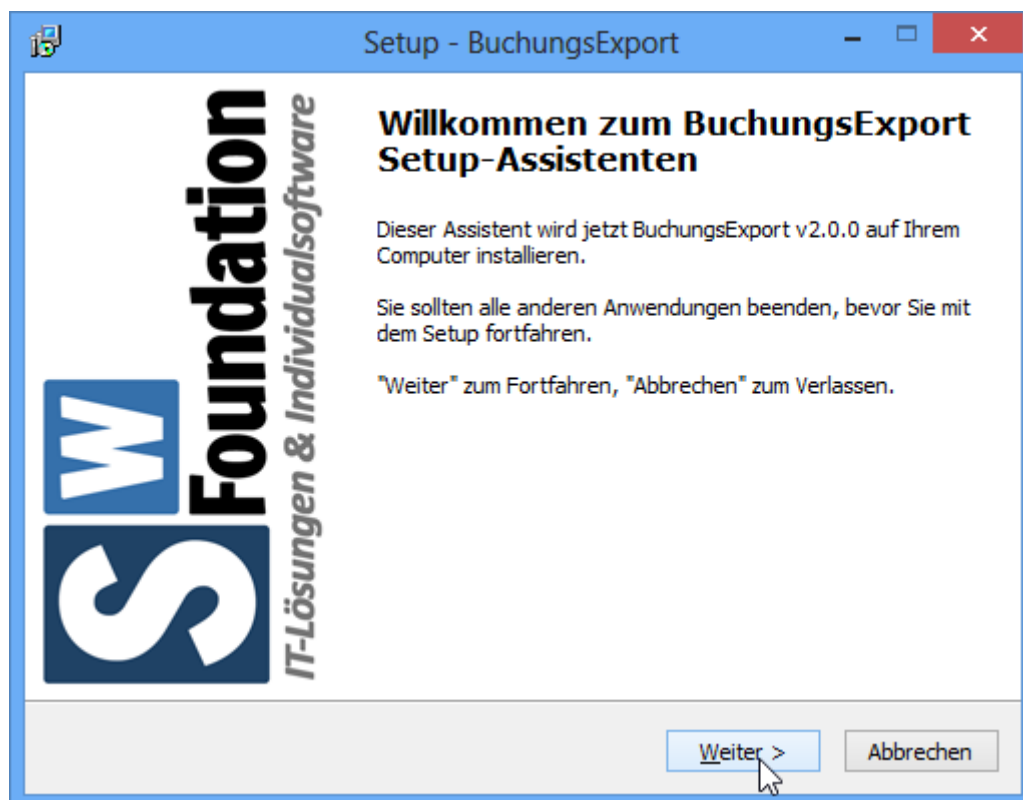 Setup - BuchungsExport
SW
Foundation
IT-Lösungen & Individualsoftware
Willkommen zum BuchungsExport
Setup-Assistenten
Dieser Assistent wird jetzt BuchungsExport v2.0.0 auf Ihrem
Computer installieren.
Sie sollten alle anderen Anwendungen beenden, bevor Sie mit
dem Setup fortfahren.
"Weiter" zum Fortfahren, "Abbrechen" zum Verlassen.
Weiter >
Abbrechen